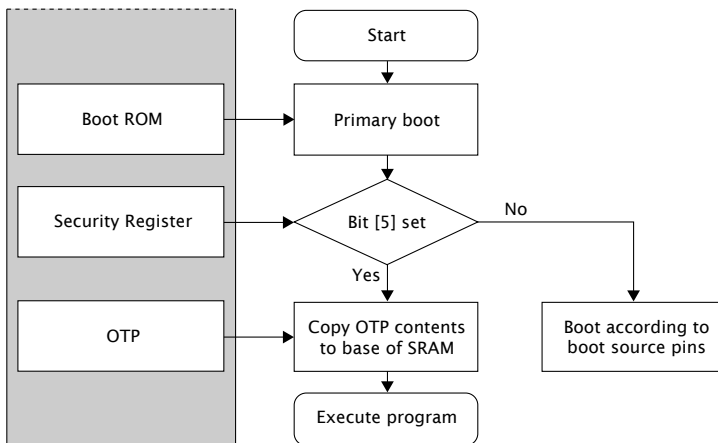 Start
Boot ROM
Primary boot
Security Register
Bit [5] set
No
Yes
OTP
Copy OTP contents
to base of SRAM
Boot according to
boot source pins
Execute program